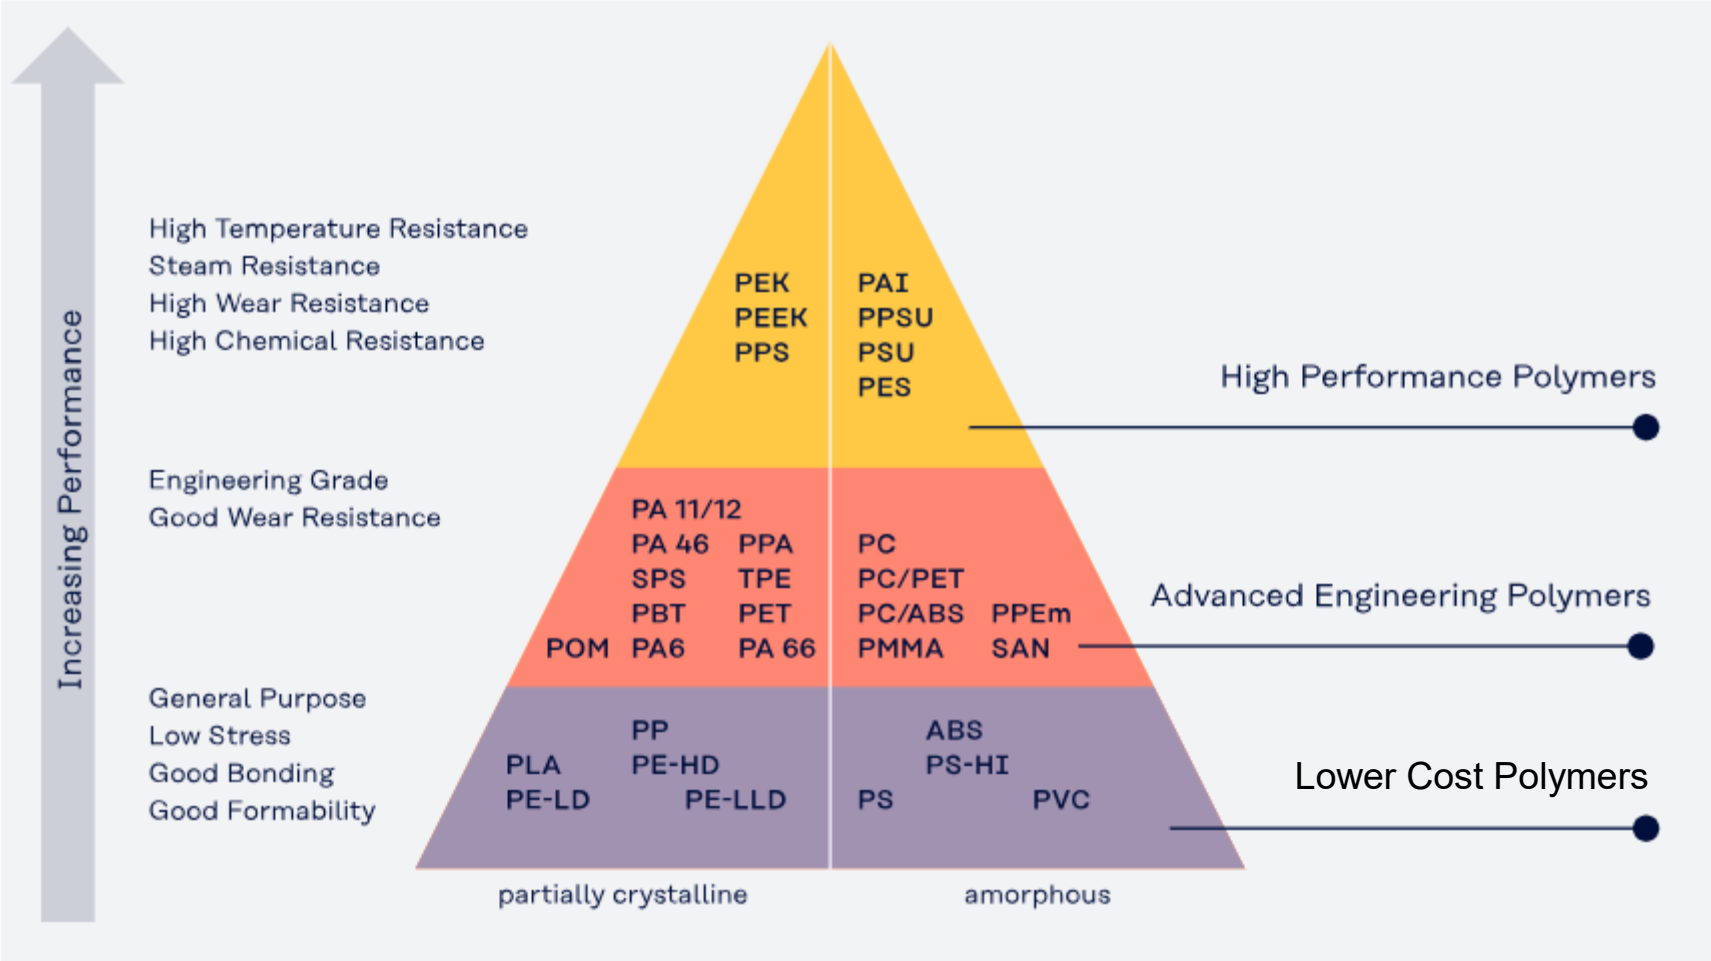 Increasing Performance
High Temperature Resistance
Steam Resistance
High Wear Resistance
High Chemical Resistance
PEK
PEEK
PPS
PAI
PPSU
PSU
PES
High Performance Polymers
Engineering Grade
Good Wear Resistance
PA 11/12
PA 46 PPA
SPS TPE
PBT PET
POM PA6 PA 66
PC
PC/PET
PC/ABS PPEm
PMMA SAN
Advanced Engineering Polymers
General Purpose
Low Stress
Good Bonding
Good Formability
PP
PLA PE-HD
PE-LD PE-LLD
ABS
PS-HI
PS PVC
Lower Cost Polymers
partially crystalline
amorphous